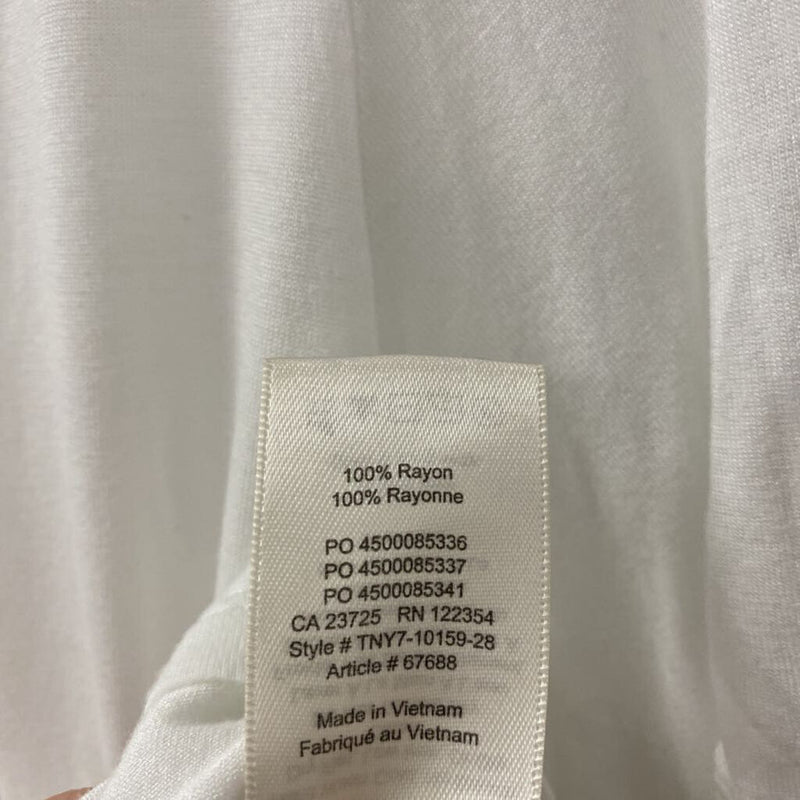 100% Rayon
100% Rayonne
PO 4500085336
PO 4500085337
PO 4500085341
CA 23725 RN 122354
Style # TNY7-10159-28
Article # 67688
Made in Vietnam
Fabriqué au Vietnam